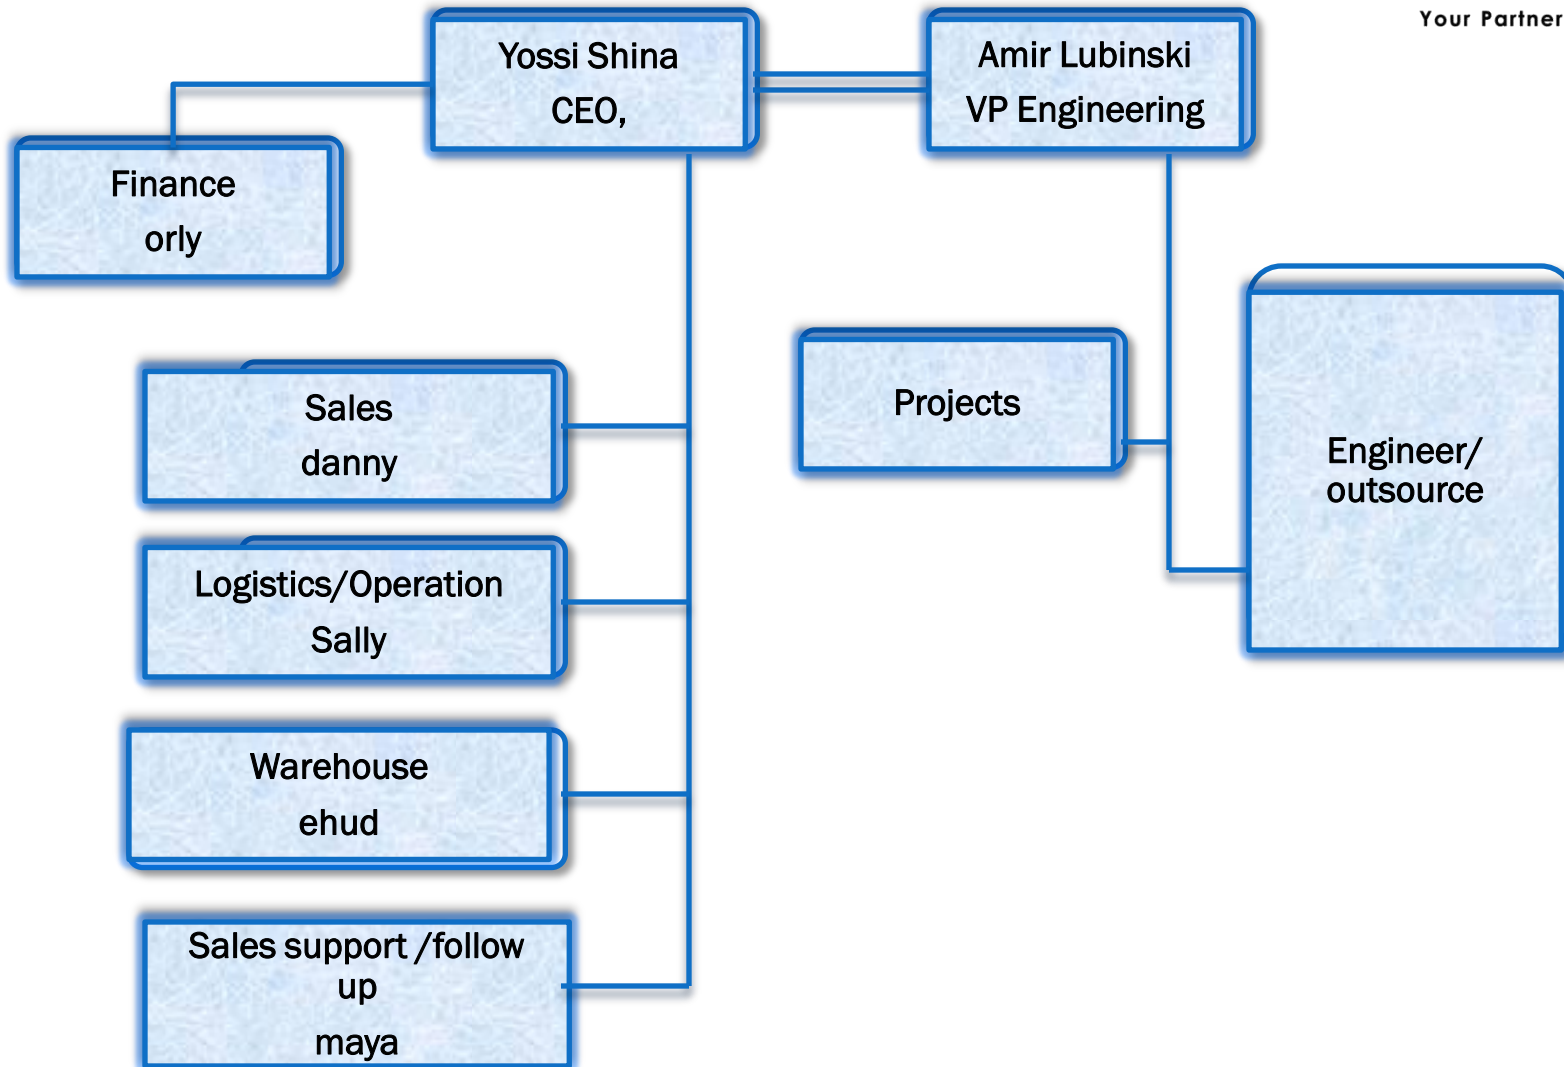 Your Partner
Yossi Shina
CEO,
Amir Lubinski
VP Engineering
Finance
orly
Sales
danny
Projects
Engineer/
outsource
Logistics/Operation
Sally
Warehouse
ehud
Sales support /follow
up
maya